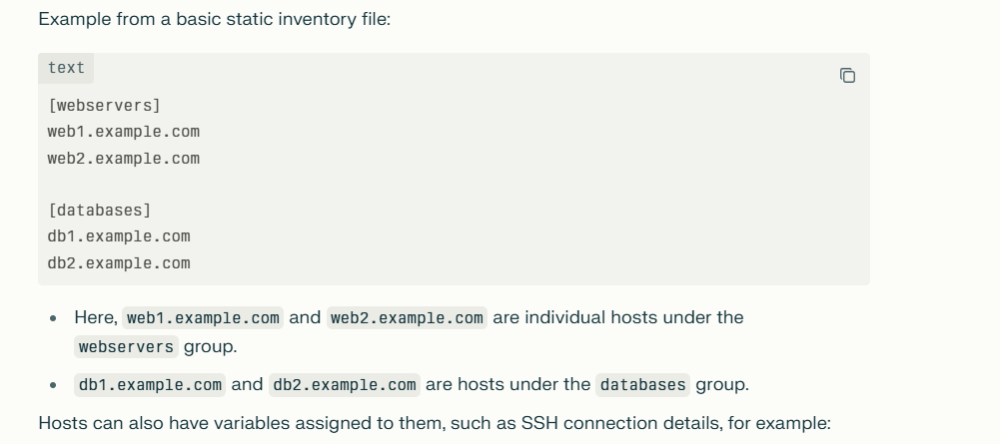 Example from a basic static inventory file:
text
[webservers]
web1.example.com
web2.example.com
[databases]
db1.example.com
db2.example.com
Here, web1.example.com and web2.example.com are individual hosts under the
webservers group.
db1.example.com and db2.example.com are hosts under the databases group.
Hosts can also have variables assigned to them, such as SSH connection details, for example: